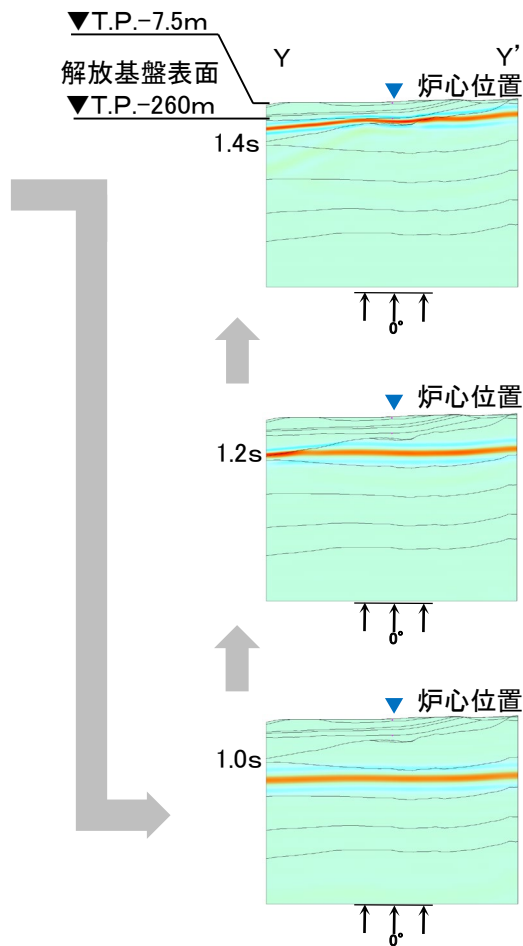 ▼T.P.-7.5m
Y Y'
解放基盤表面
▼T.P.-260m
▼ 炉心位置
1.4s
0°
▼ 炉心位置
1.2s
0°
▼ 炉心位置
1.0s
0°